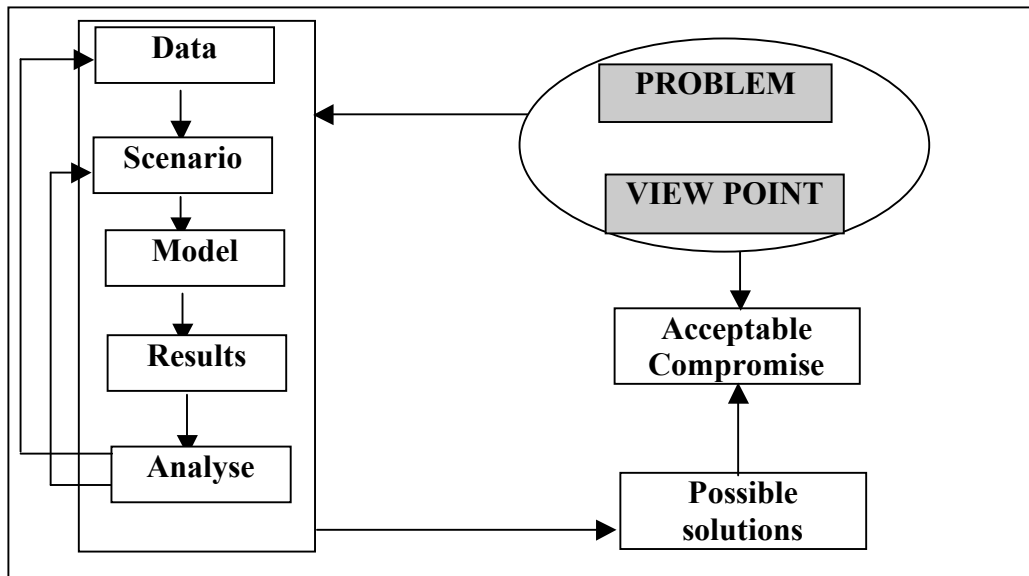 Data
Scenario
Model
Results
Analyse
PROBLEM
VIEW POINT
Acceptable
Compromise
Possible
solutions